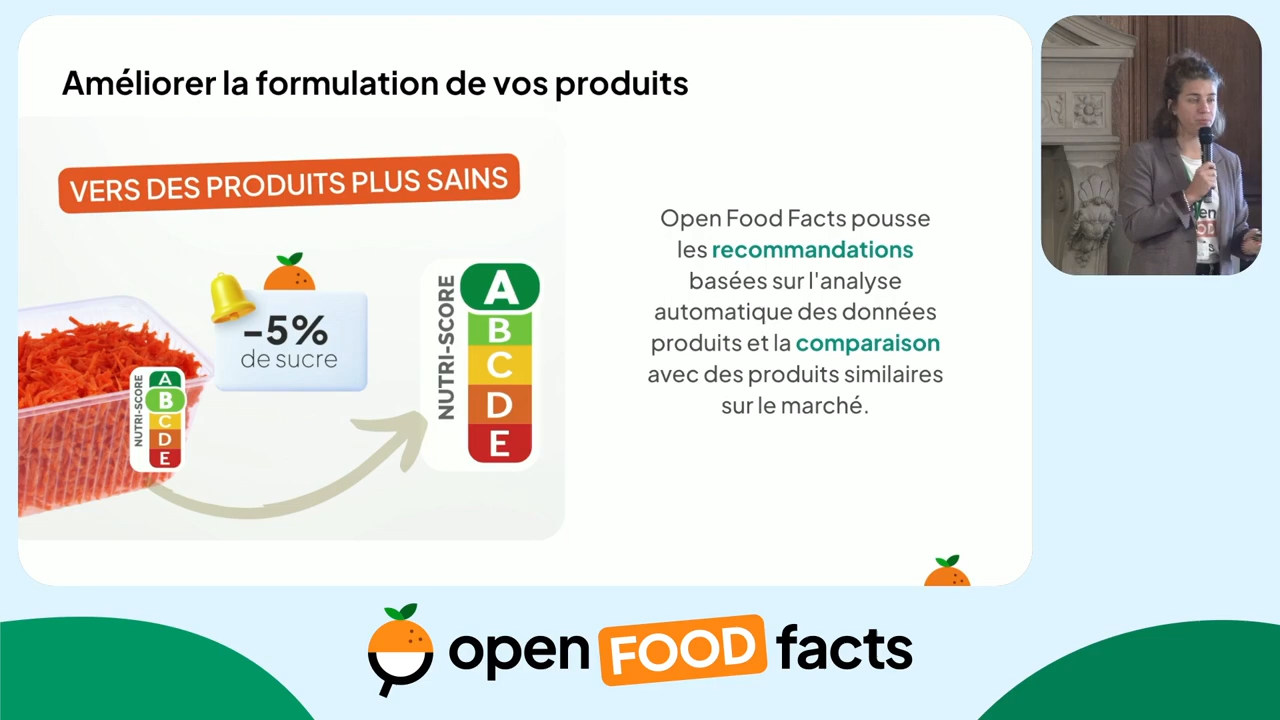 Améliorer la formulation de vos produits
VERS DES PRODUITS PLUS SAINS
-5%
de sucre
NUTRI-SCORE
A
B
C
D
E
NUTRI-SCORE
A
B
C
D
E
Open Food Facts pousse
les recommandations
basées sur l'analyse
automatique des données
produits et la comparaison
avec des produits similaires
sur le marché.
open FOOD facts